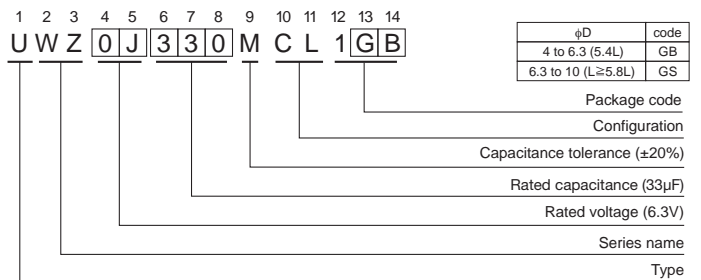 1 2 3 4 5 6 7 8 9 10 11 12 13 14
U W Z 0 J 3 3 0 M C L 1 G B
ϕD code
4 to 6.3 (5.4L) GB
6.3 to 10 (L≧5.8L) GS
Package code
Configuration
Capacitance tolerance (±20%)
Rated capacitance (33µF)
Rated voltage (6.3V)
Series name
Type